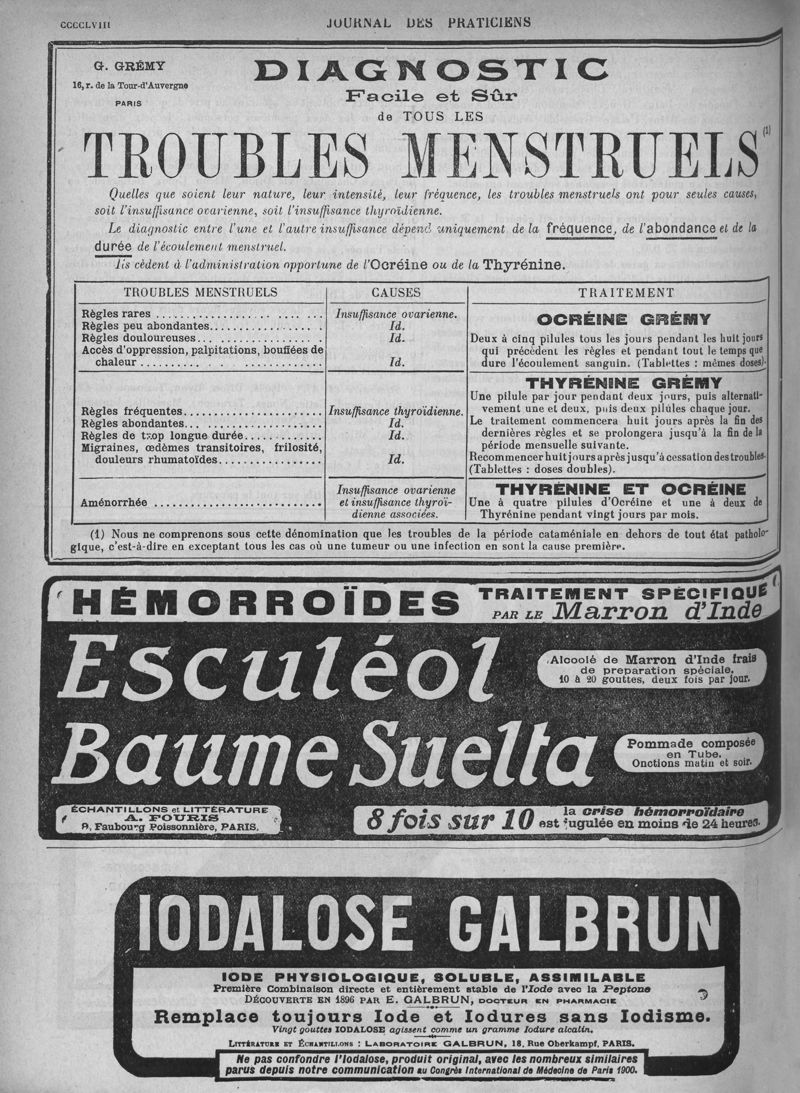 CCCCLVIII
JOURNAL DES PRATICIENS
G. GRÉMY
16, r. de la Tour-d'Auvergne
PARIS
DIAGNOSTIC
Facile et Sûr
de TOUS LES
TROUBLES MENSTRUELS (1)
Quelles que soient leur nature, leur intensité, leur fréquence, les troubles menstruels ont pour seules causes,
soit l'insuffisance ovarienne, soit l'insuffisance thyroïdienne.
Le diagnostic entre l'une et l'autre insuffisance dépend uniquement de la fréquence, de l'abondance et de la
durée de l'écoulement menstruel.
Ils cèdent à l'administration opportune de l'Ocréine ou de la Thyrénine.
TROUBLES MENSTRUELS
CAUSES
TRAITEMENT
Règles rares
Règles peu abondantes
Règles douloureuses
Accès d'oppression, palpitations, bouffées de
chaleur
Insuffisance ovarienne.
Id.
Id.
Id.
OCRÉINE GRÉMY
Deux à cinq pilules tous les jours pendant les huit jours
qui précèdent les règles et pendant tout le temps que
dure l'écoulement sanguin. (Tablettes : mêmes doses).
Règles fréquentes
Règles abondantes
Règles de trop longue durée
Migraines, œdèmes transitoires, frilosité,
douleurs rhumatoïdes
Insuffisance thyroïdienne.
Id.
Id.
Id.
THYRÉNINE GRÉMY
Une pilule par jour pendant deux jours, puis alternati-
vement une et deux, puis deux pilules chaque jour.
Le traitement commencera huit jours après la fin des
dernières règles et se prolongera jusqu'à la fin de la
période mensuelle suivante.
Recommencer huit jours après jusqu'à cessation des troubles.
(Tablettes : doses doubles).
Aménorrhée
Insuffisance ovarienne
et insuffisance thyroï-
dienne associées.
THYRÉNINE ET OCRÉINE
Une à quatre pilules d'Ocréine et une à deux de
Thyrénine pendant vingt jours par mois.
(1) Nous ne comprenons sous cette dénomination que les troubles de la période cataméniale en dehors de tout état patholo-
gique, c'est-à-dire en exceptant tous les cas où une tumeur ou une infection en sont la cause première.
HÉMORROÏDES
TRAITEMENT SPÉCIFIQUE
PAR LE Marron d'Inde
Esculéol
Alcoolé de Marron d'Inde frais
de preparation spéciale.
10 à 20 gouttes, deux fois par jour.
Baume Suelta
Pommade composée
en Tube.
Onctions matin et soir.
ÉCHANTILLONS et LITTÉRATURE
A. FOURIS
9, Faubourg Poissonnière, PARIS.
8 fois sur 10
la crise hémorroïdaire
est jugulée en moins de 24 heures.
IODALOSE GALBRUN
IODE PHYSIOLOGIQUE, SOLUBLE, ASSIMILABLE
Première Combinaison directe et entièrement stable de l'Iode avec la Peptone
DÉCOUVERTE EN 1896 PAR E. GALBRUN, DOCTEUR EN PHARMACIE
Remplace toujours Iode et Iodures sans Iodisme.
Vingt gouttes IODALOSE agissent comme un gramme Iodure alcalin.
LITTÉRATURE ET ÉCHANTILLONS : LABORATOIRE GALBRUN, 18, Rue Oberkampf, PARIS.
Ne pas confondre l'Iodalose, produit original, avec les nombreux similaires
parus depuis notre communication au Congrès International de Médecine de Paris 1900.